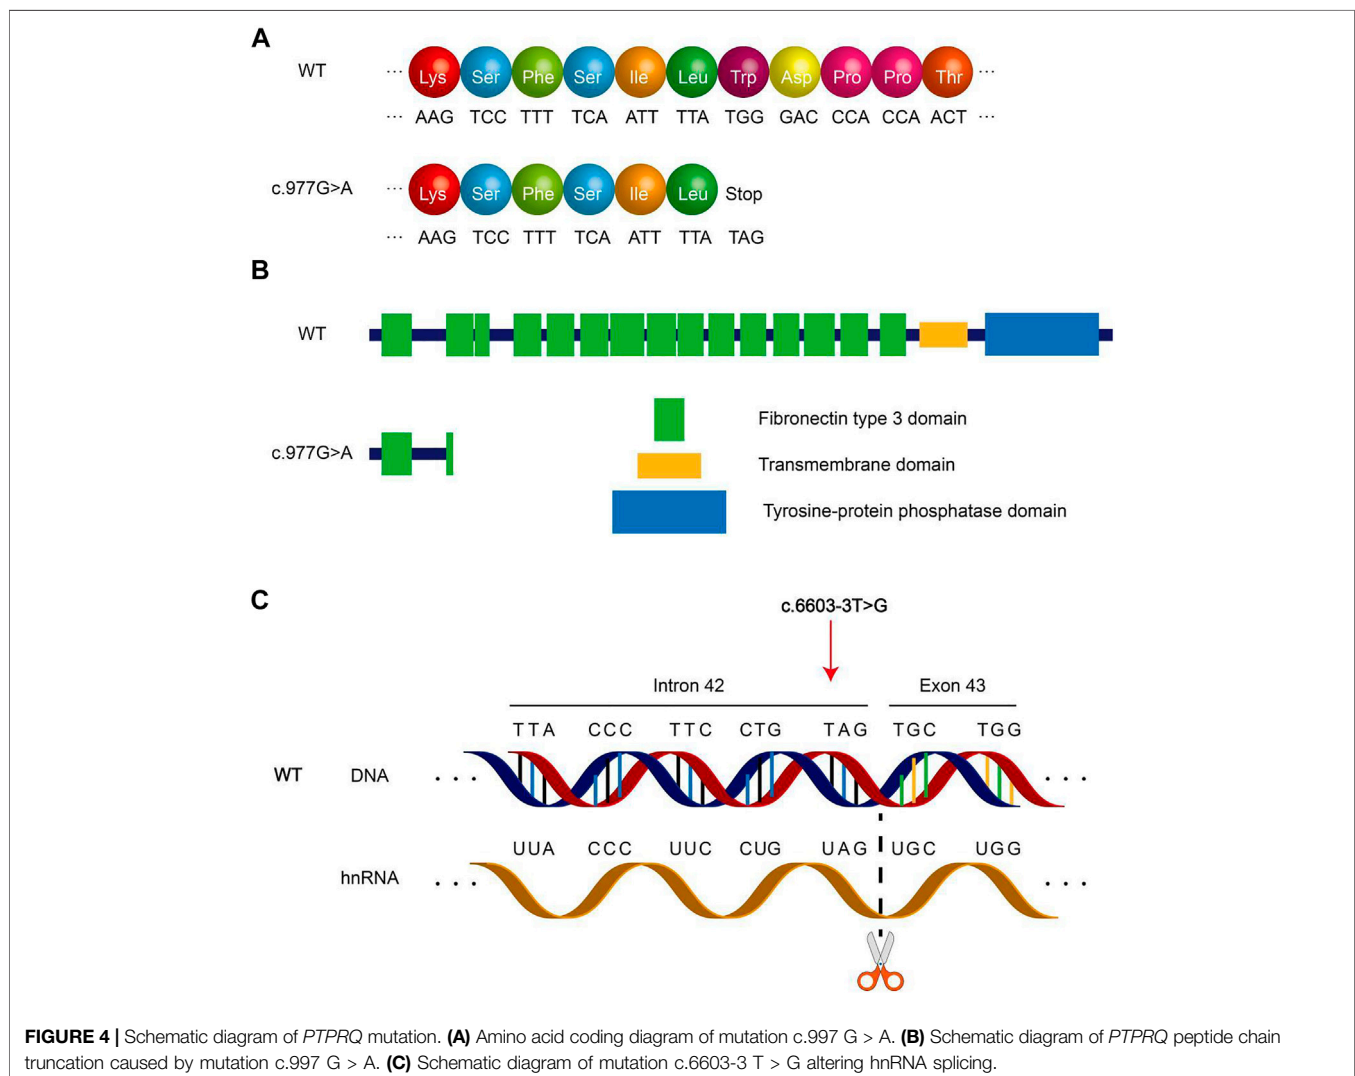 A
WT
··· Lys Ser Phe Ser Ile Leu Trp Asp Pro Pro Thr ···
··· AAG TCC TTT TCA ATT TTA TGG GAC CCA CCA ACT ···
c.977G>A
··· Lys Ser Phe Ser Ile Leu Stop
··· AAG TCC TTT TCA ATT TTA TAG
B
WT
c.977G>A
Fibronectin type 3 domain
Transmembrane domain
Tyrosine-protein phosphatase domain
C
c.6603-3T>G
Intron 42 Exon 43
TTA CCC TTC CTG TAG TGC TGG
WT DNA ··· ···
UUA CCC UUC CUG UAG UGC UGG
hnRNA ··· ···
FIGURE 4 | Schematic diagram of PTPRQ mutation. (A) Amino acid coding diagram of mutation c.997 G > A. (B) Schematic diagram of PTPRQ peptide chain
truncation caused by mutation c.997 G > A. (C) Schematic diagram of mutation c.6603-3 T > G altering hnRNA splicing.